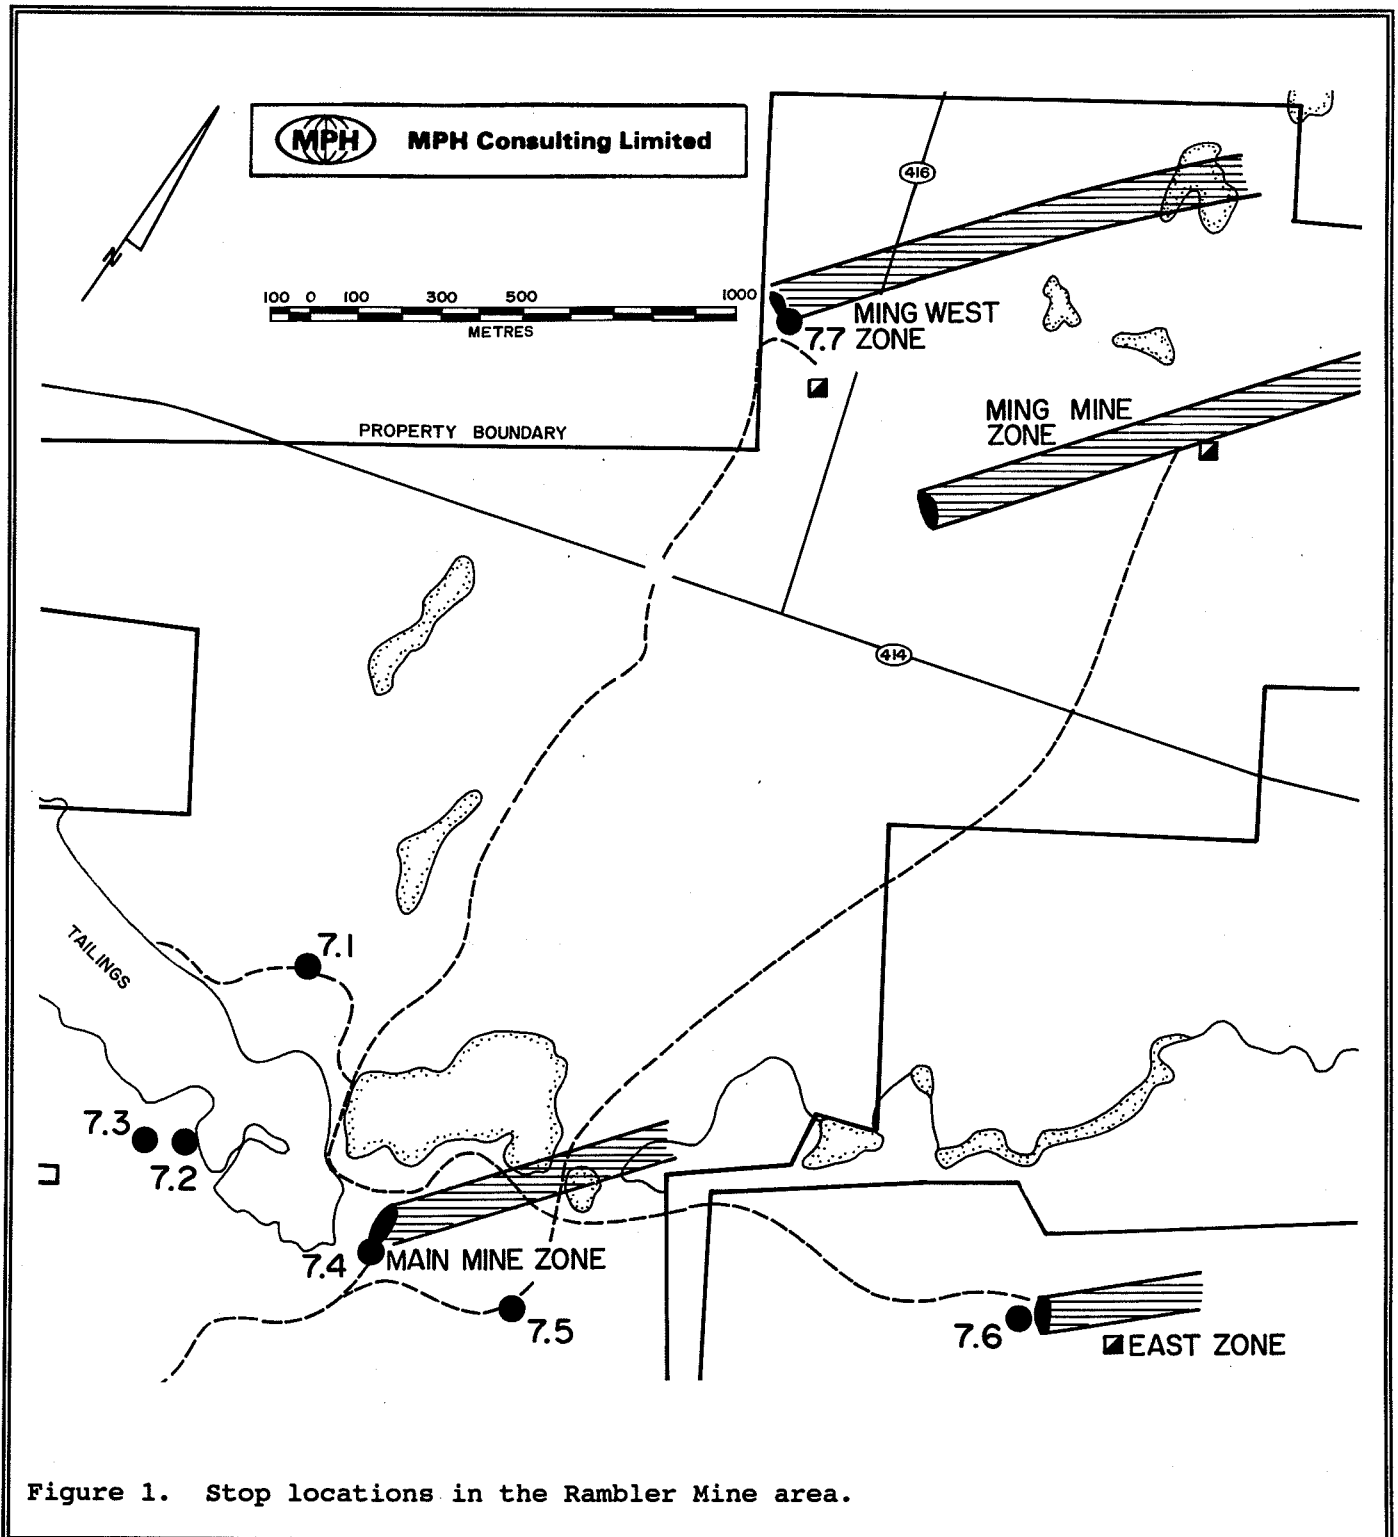 MPH MPH Consulting Limited
416
N
100 0 100 300 500 1000
METRES
MING WEST
7.7 ZONE
MING MINE
ZONE
PROPERTY BOUNDARY
414
TAILINGS
7.1
7.3
7.2
7.4 MAIN MINE ZONE
7.5
7.6
EAST ZONE
Figure 1. Stop locations in the Rambler Mine area.